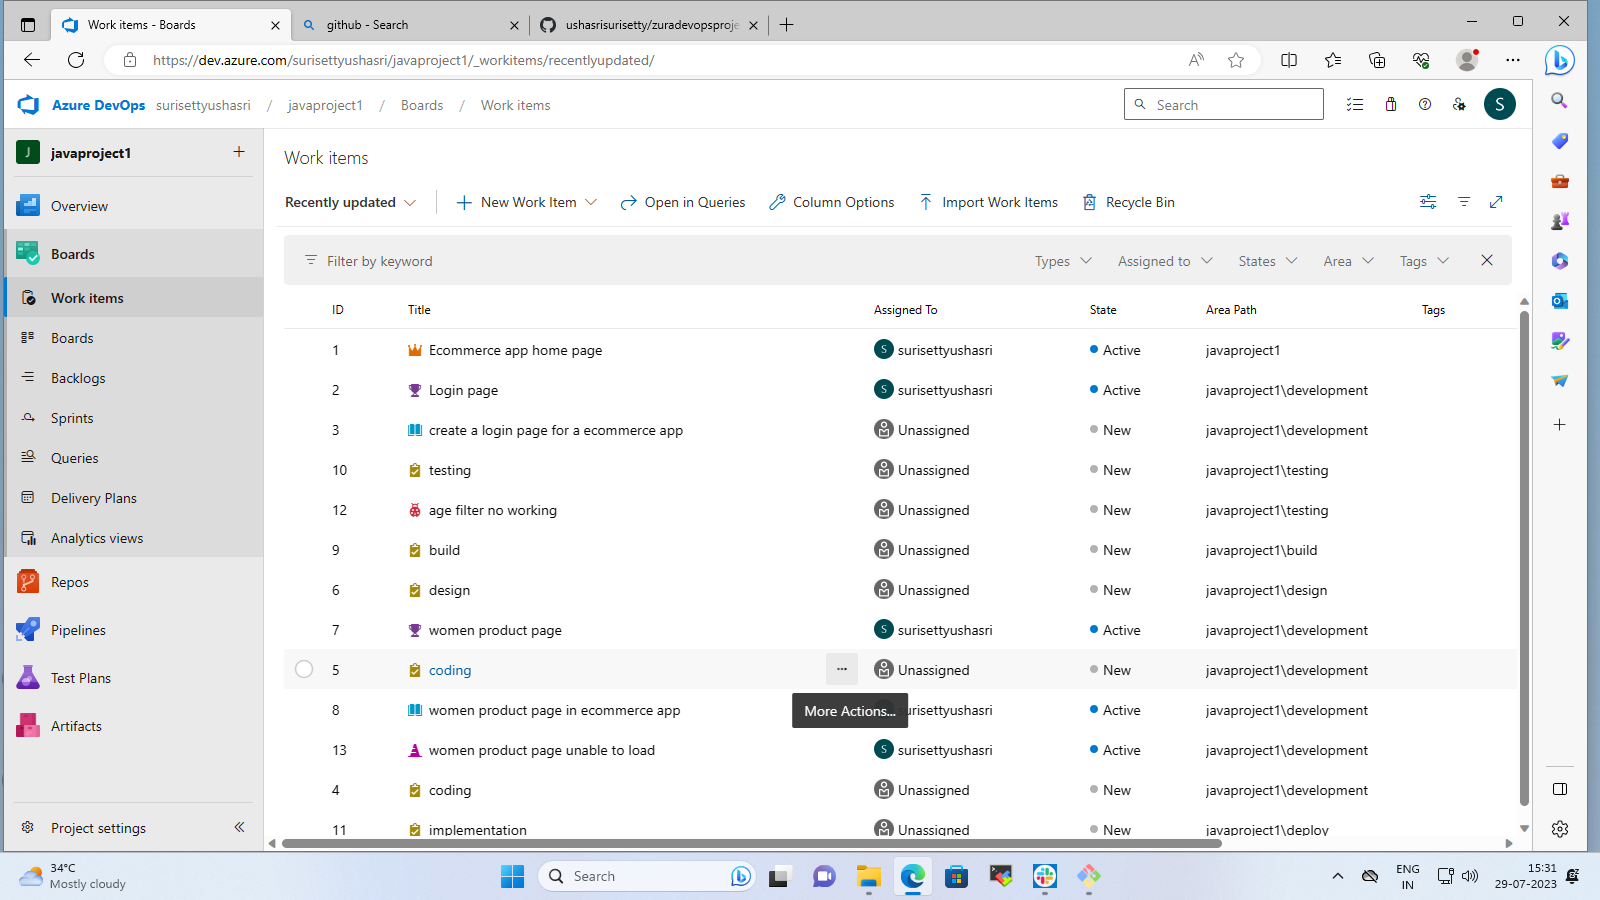 Work items - Boards
github - Search
ushasrisurisetty/zuradevopsproje
https://dev.azure.com/surisettyushasri/javaproject1/_workitems/recentlyupdated/
Azure DevOps surisettyushasri / javaproject1 / Boards / Work items
Search
S
J javaproject1
Overview
Boards
Work items
Boards
Backlogs
Sprints
Queries
Delivery Plans
Analytics views
Repos
Pipelines
Test Plans
Artifacts
Project settings
Work items
Recently updated New Work Item Open in Queries Column Options Import Work Items Recycle Bin
Filter by keyword Types Assigned to States Area Tags
ID Title Assigned To State Area Path Tags
1 Ecommerce app home page S surisettyushasri Active javaproject1
2 Login page S surisettyushasri Active javaproject1\development
3 create a login page for a ecommerce app Unassigned New javaproject1\development
10 testing Unassigned New javaproject1\testing
12 age filter no working Unassigned New javaproject1\testing
9 build Unassigned New javaproject1\build
6 design Unassigned New javaproject1\design
7 women product page S surisettyushasri Active javaproject1\development
5 coding ... Unassigned New javaproject1\development
8 women product page in ecommerce app surisettyushasri Active javaproject1\development
More Actions...
13 women product page unable to load S surisettyushasri Active javaproject1\development
4 coding Unassigned New javaproject1\development
11 implementation Unassigned New javaproject1\deploy
34°C
Mostly cloudy
Search
ENG
IN
15:31
29-07-2023